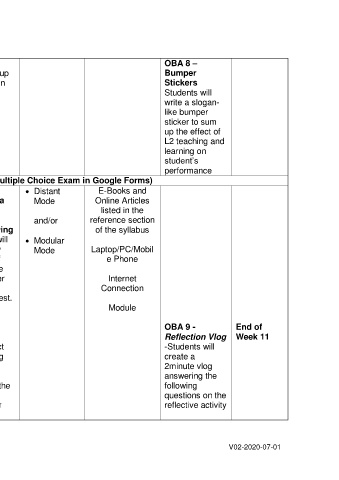 OBA 8 –
Bumper
Stickers
up
n
Students will
write a slogan-
like bumper
sticker to sum
up the effect of
L2 teaching and
learning on
student's
performance
ultiple Choice Exam in Google Forms)
a
ing
will
e
er
est.
• Distant
Mode
and/or
• Modular
Mode
E-Books and
Online Articles
listed in the
reference section
of the syllabus
Laptop/PC/Mobil
e Phone
Internet
Connection
Module
ct
g
the
r
OBA 9 -
Reflection Vlog
-Students will
create a
2minute vlog
answering the
following
questions on the
reflective activity
End of
Week 11
V02-2020-07-01